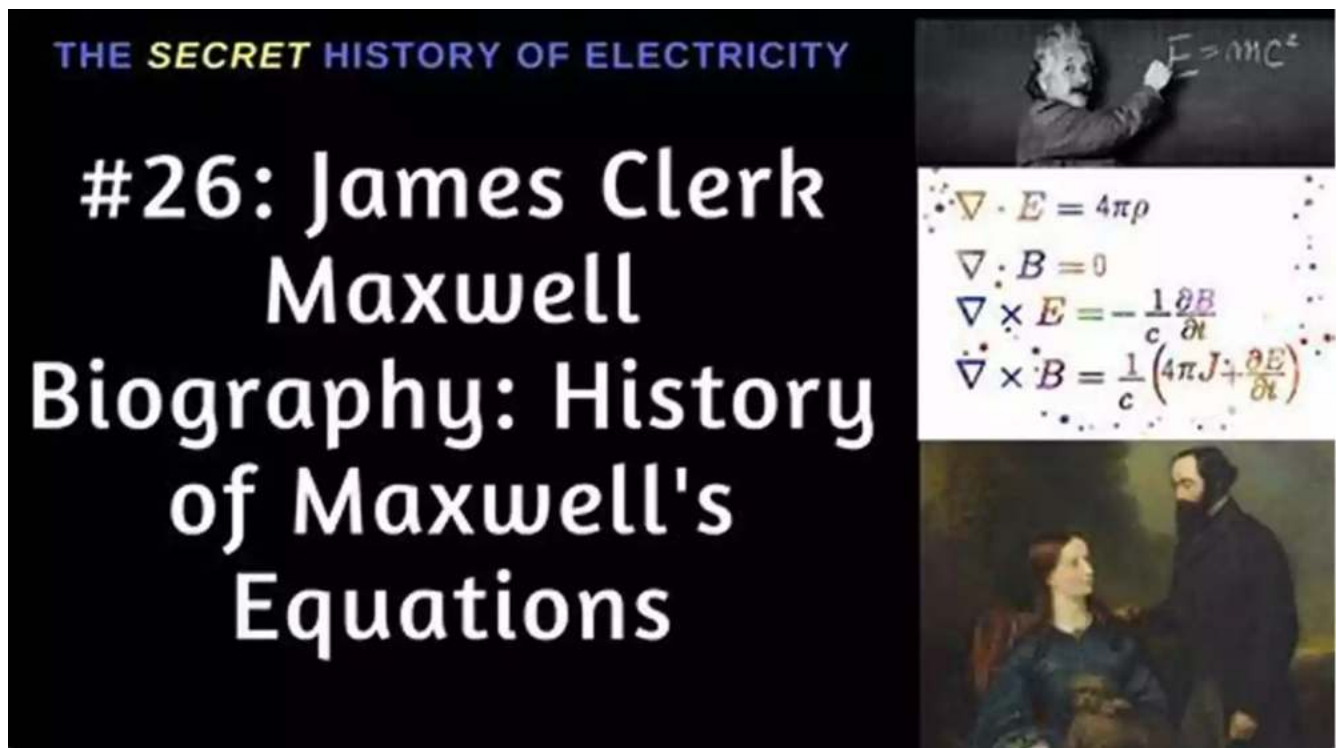 THE SECRET HISTORY OF ELECTRICITY
#26: James Clerk
Maxwell
Biography: History
of Maxwell's
Equations
E = mc²
∇ · E = 4πρ
∇ · B = 0
∇ × E = - 1/c ∂B/∂t
∇ × B = 1/c (4πJ + ∂E/∂t)